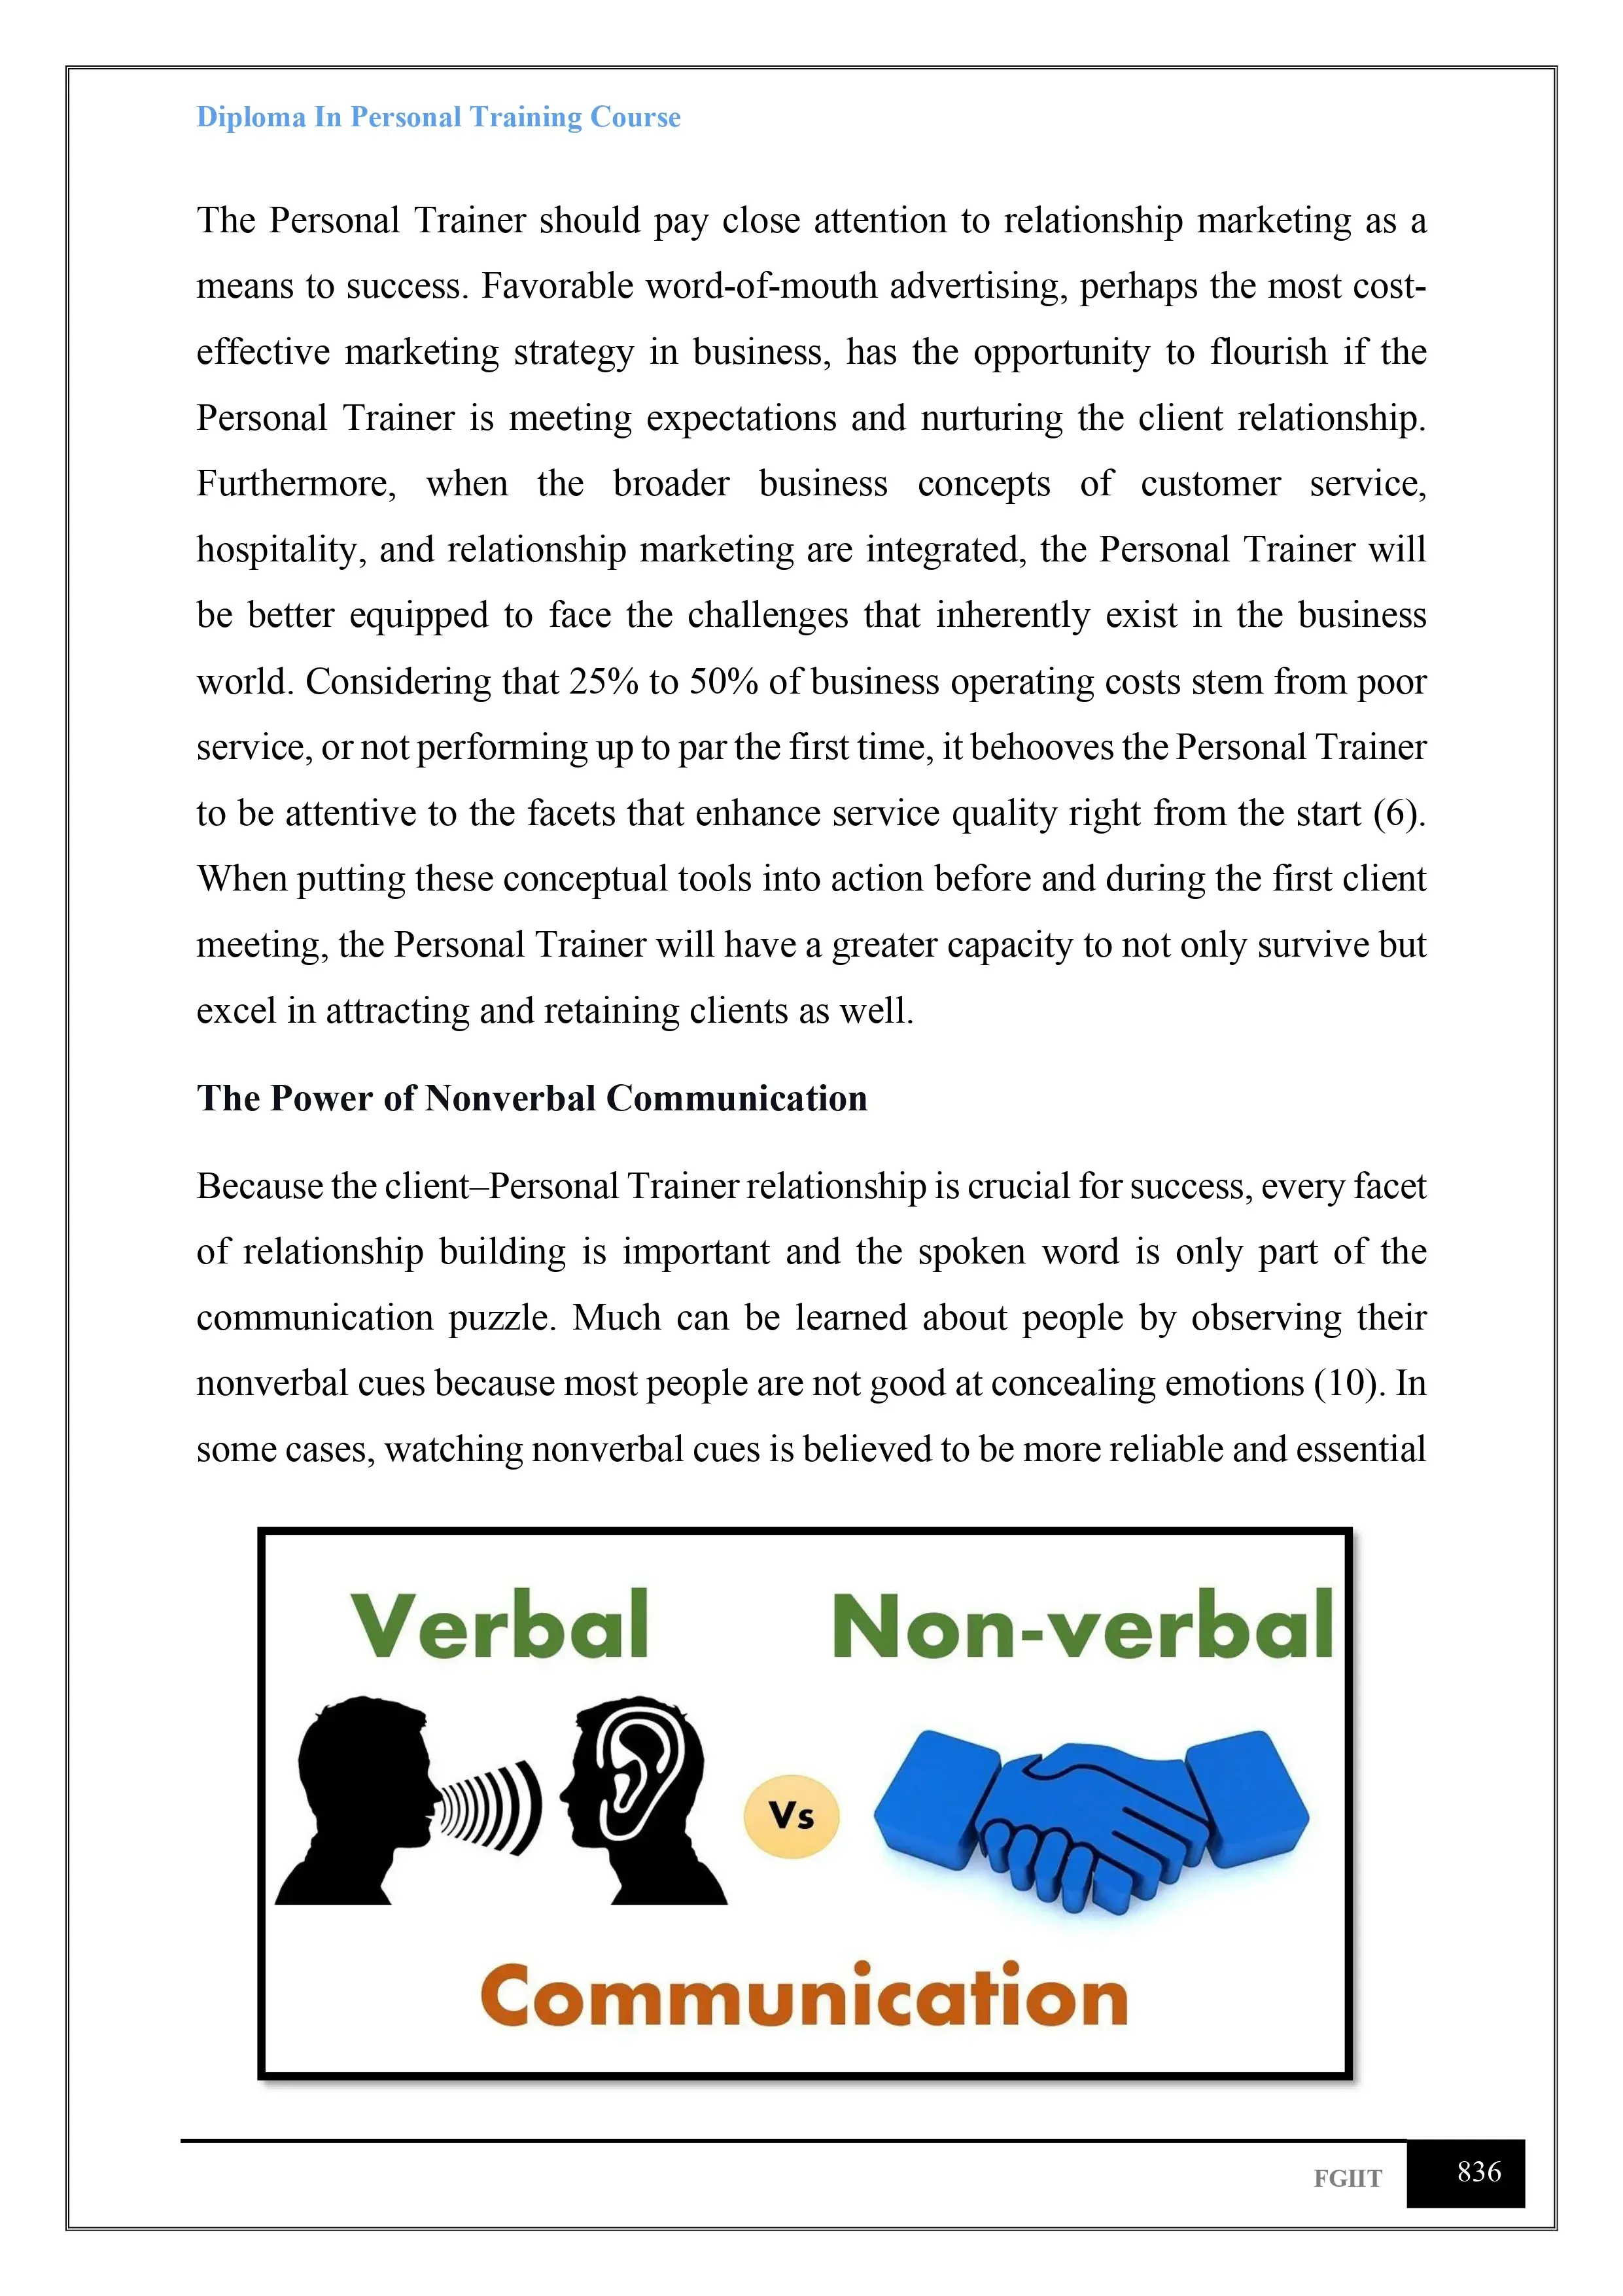 Diploma In Personal Training Course
The Personal Trainer should pay close attention to relationship marketing as a
means to success. Favorable word-of-mouth advertising, perhaps the most cost-
effective marketing strategy in business, has the opportunity to flourish if the
Personal Trainer is meeting expectations and nurturing the client relationship.
Furthermore, when the broader business concepts of customer service,
hospitality, and relationship marketing are integrated, the Personal Trainer will
be better equipped to face the challenges that inherently exist in the business
world. Considering that 25% to 50% of business operating costs stem from poor
service, or not performing up to par the first time, it behooves the Personal Trainer
to be attentive to the facets that enhance service quality right from the start (6).
When putting these conceptual tools into action before and during the first client
meeting, the Personal Trainer will have a greater capacity to not only survive but
excel in attracting and retaining clients as well.
The Power of Nonverbal Communication
Because the client–Personal Trainer relationship is crucial for success, every facet
of relationship building is important and the spoken word is only part of the
communication puzzle. Much can be learned about people by observing their
nonverbal cues because most people are not good at concealing emotions (10). In
some cases, watching nonverbal cues is believed to be more reliable and essential
Verbal Non-verbal
Vs
Communication
FGIIT 836